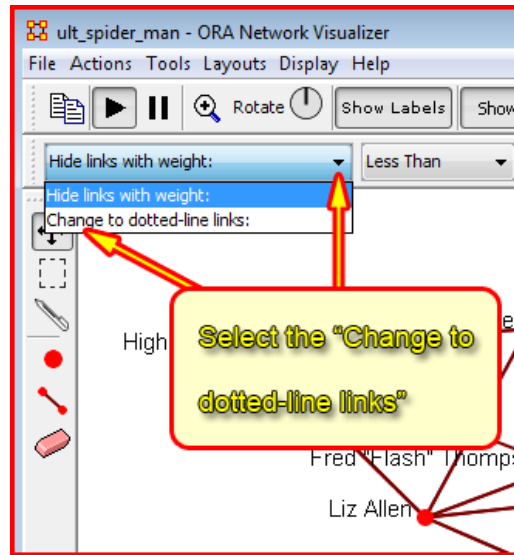 ult_spider_man - ORA Network Visualizer
File Actions Tools Layouts Display Help
Rotate Show Labels Show
Hide links with weight: Less Than
Hide links with weight:
Change to dotted-line links:
Select the "Change to
dotted-line links"
High
Fred "Flash" Thomps
Liz Allen